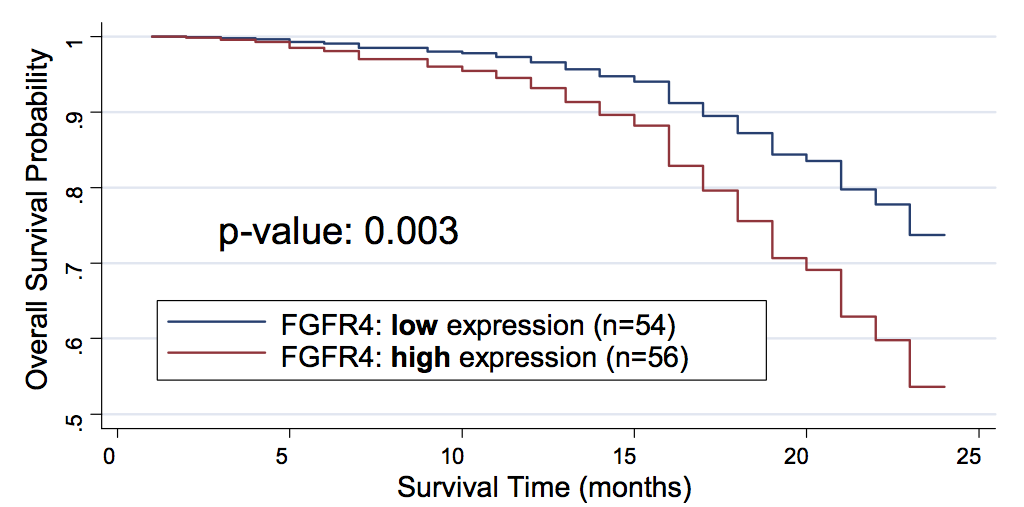 Overall Survival Probability
1
.9
.8
.7
.6
.5
p-value: 0.003
FGFR4: low expression (n=54)
FGFR4: high expression (n=56)
0 5 10 15 20 25
Survival Time (months)